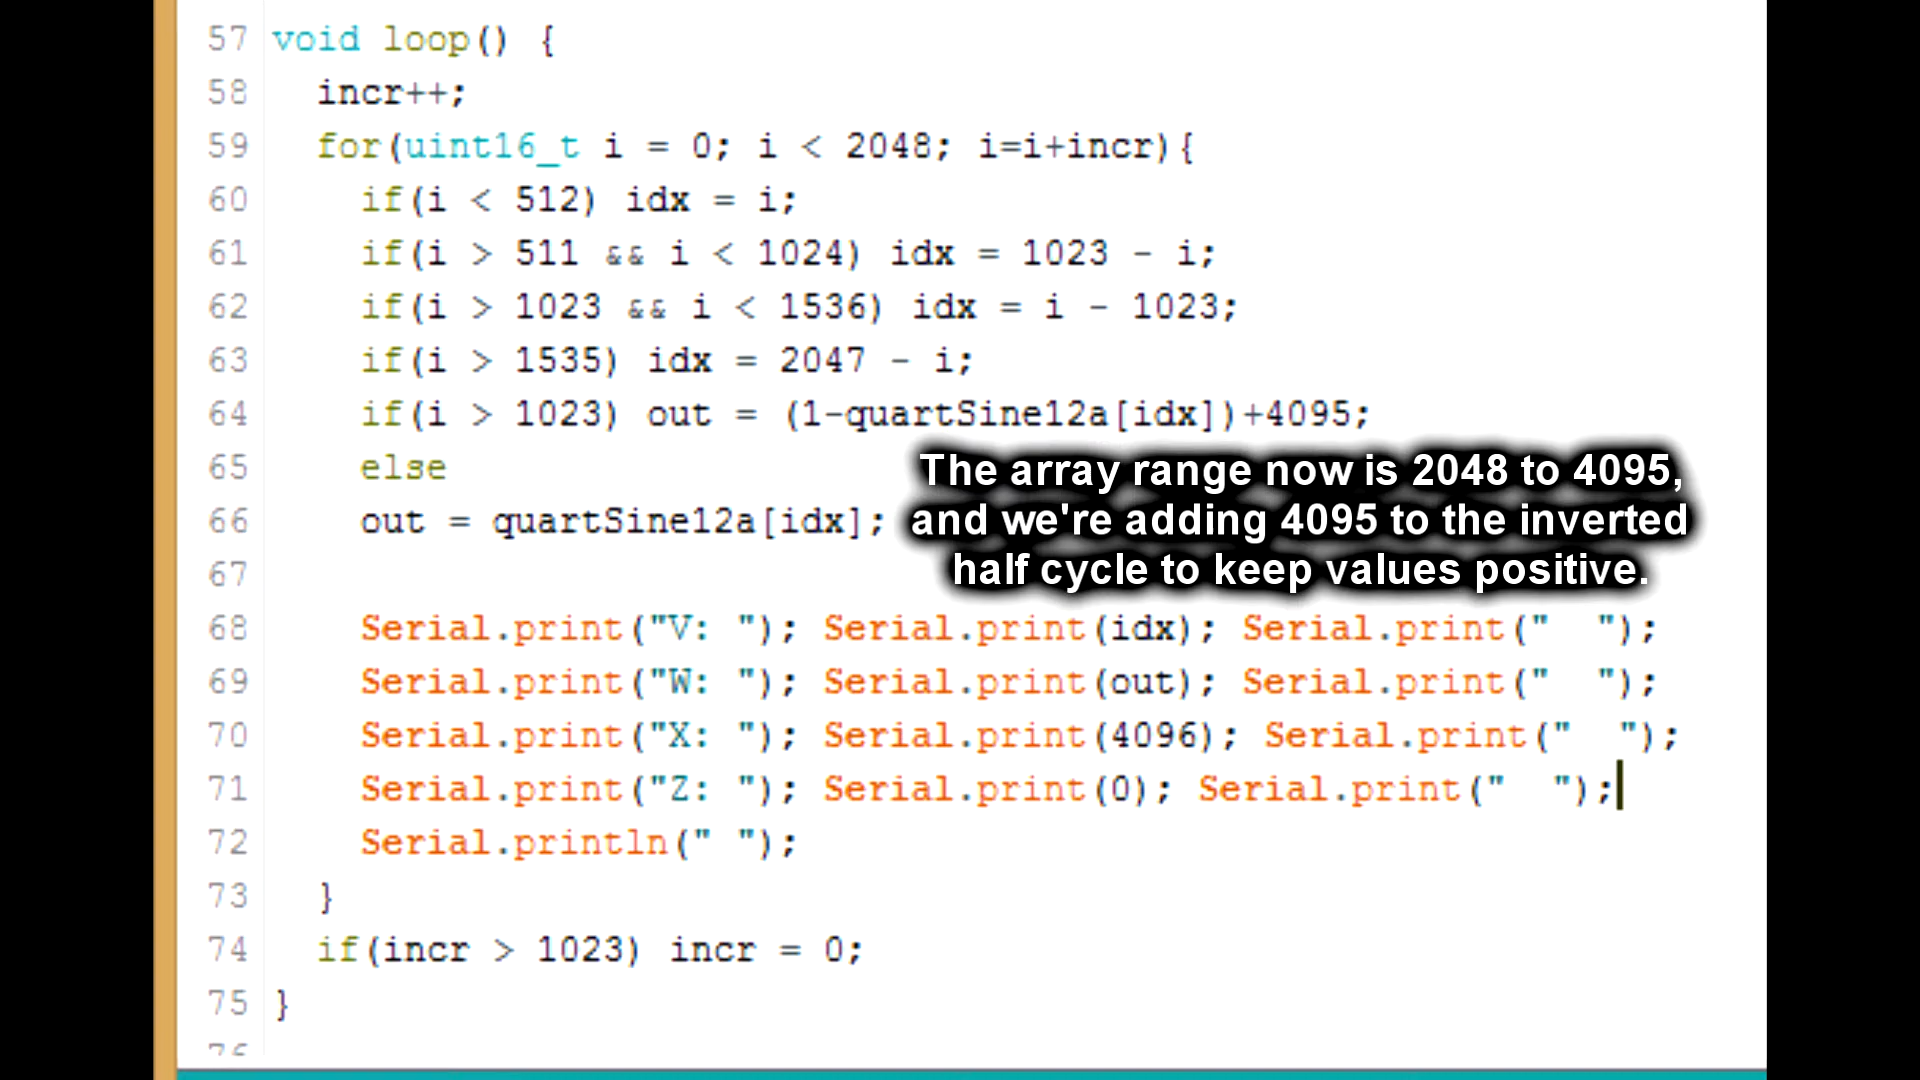 57 void loop() {
58 incr++;
59 for(uint16_t i = 0; i < 2048; i=i+incr){
60 if(i < 512) idx = i;
61 if(i > 511 && i < 1024) idx = 1023 - i;
62 if(i > 1023 && i < 1536) idx = i - 1023;
63 if(i > 1535) idx = 2047 - i;
64 if(i > 1023) out = (1-quartSine12a[idx])+4095;
65 else
66 out = quartSine12a[idx];
67
The array range now is 2048 to 4095,
and we're adding 4095 to the inverted
half cycle to keep values positive.
68 Serial.print("V: "); Serial.print(idx); Serial.print("  ");
69 Serial.print("W: "); Serial.print(out); Serial.print("  ");
70 Serial.print("X: "); Serial.print(4096); Serial.print("  ");
71 Serial.print("Z: "); Serial.print(0); Serial.print("  ");
72 Serial.println(" ");
73 }
74 if(incr > 1023) incr = 0;
75 }